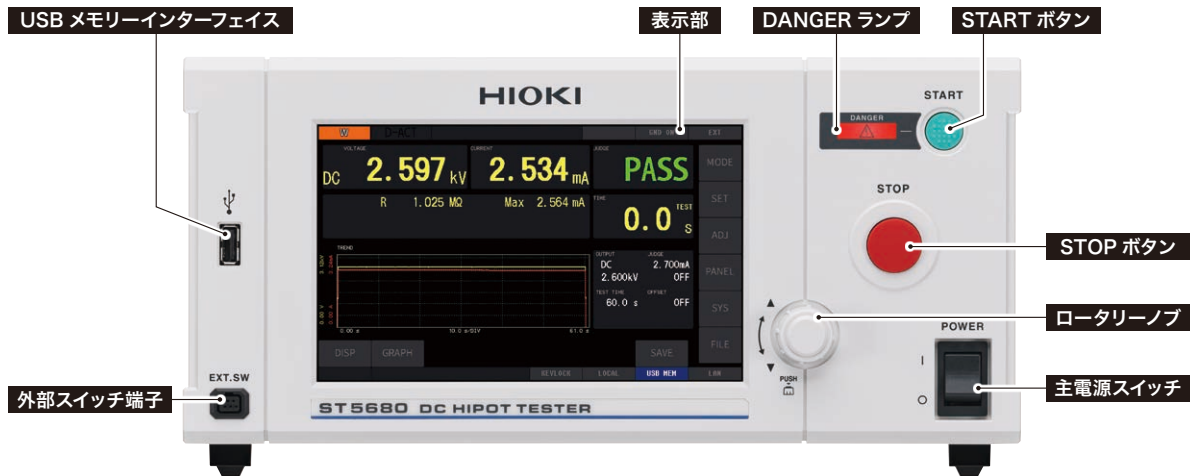 USB メモリーインターフェイス
表示部
DANGER ランプ
START ボタン
HIOKI
START
DANGER
W
D-ACT
GND ON
EXT
VOLTAGE
DC 2.597 kV
CURRENT
2.534 mA
JUDGE
PASS
MODE
R 1.025 MΩ
Max 2.564 mA
TIME
TEST
0.0 s
SET
STOP
ADJ
STOP ボタン
TREND
OUTPUT
DC
2.600kV
JUDGE
2.700mA
OFF
PANEL
TEST TIME
60.0 s
OFFSET
OFF
SYS
ロータリーノブ
0.00 s
10.0 s/DIV
61.0 s
POWER
DISP
GRAPH
SAVE
FILE
KEYLOCK
LOCAL
USB MEM
LAN
PUSH
EXT.SW
外部スイッチ端子
主電源スイッチ
ST5680 DC HIPOT TESTER